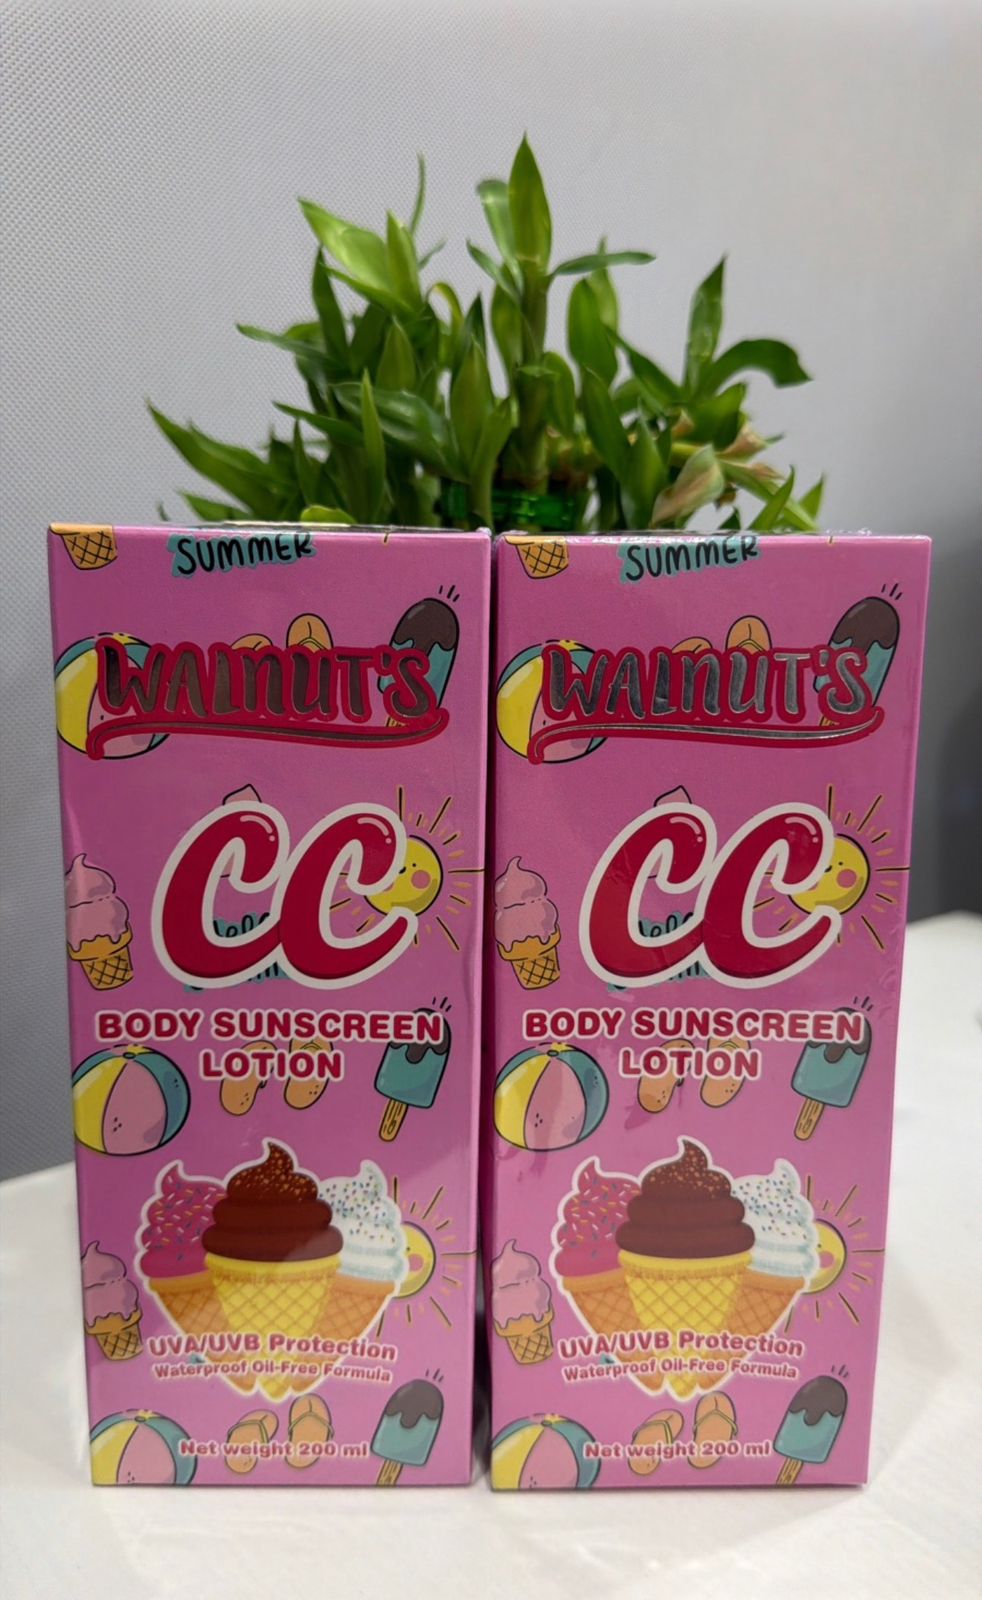 SUMMER
WALNUT'S
CC
BODY SUNSCREEN
LOTION
UVA/UVB Protection
Waterproof Oil-Free Formula
Net weight 200 ml
SUMMER
WALNUT'S
CC
BODY SUNSCREEN
LOTION
UVA/UVB Protection
Waterproof Oil-Free Formula
Net weight 200 ml